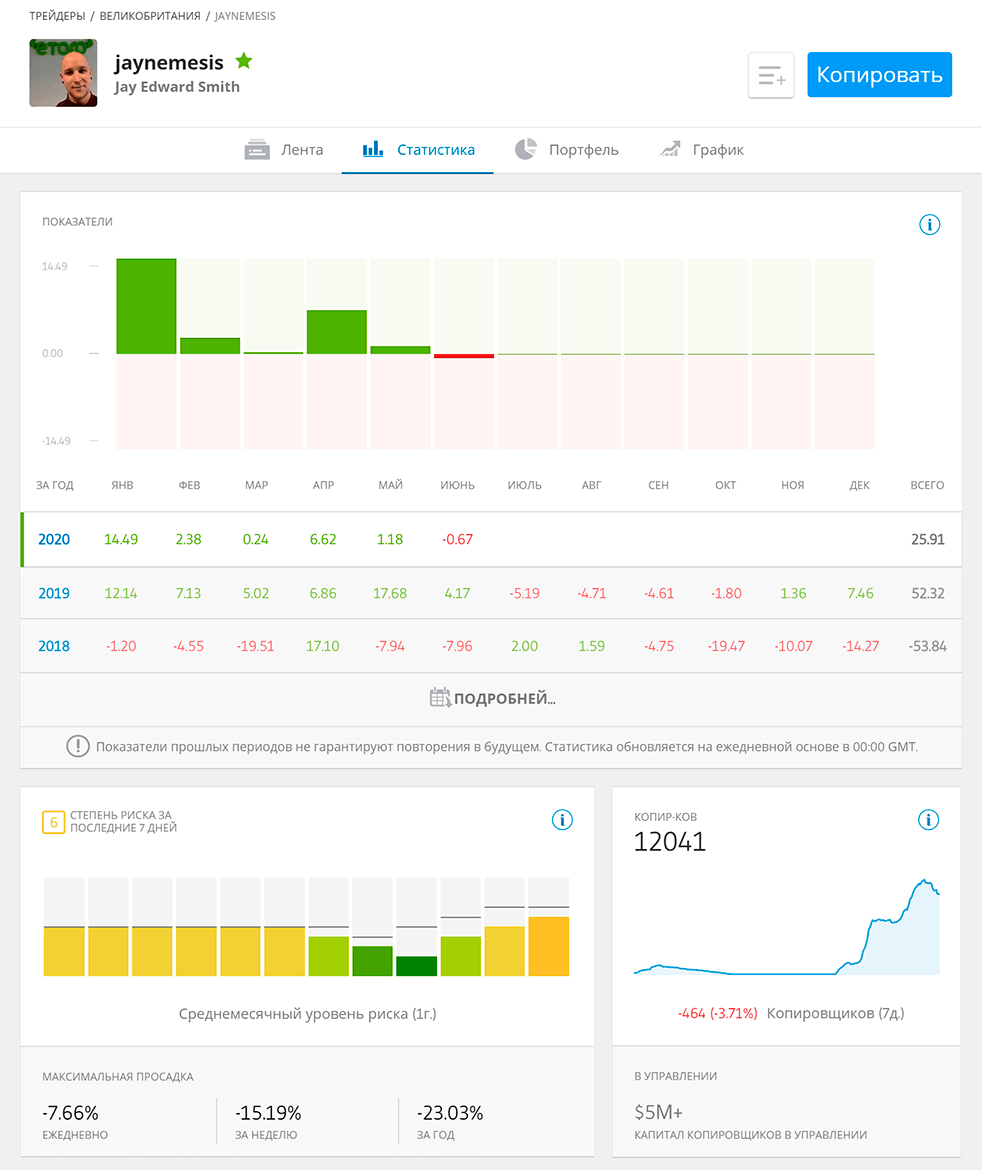 ТРЕЙДЕРЫ / ВЕЛИКОБРИТАНИЯ / JAYNEMESIS
eToro
jaynemesis
Jay Edward Smith
Копировать
Лента Статистика Портфель График
ПОКАЗАТЕЛИ
14.49
0.00
-14.49
ЗА ГОД ЯНВ ФЕВ МАР АПР МАЙ ИЮНЬ ИЮЛЬ АВГ СЕН ОКТ НОЯ ДЕК ВСЕГО
2020 14.49 2.38 0.24 6.62 1.18 -0.67 25.91
2019 12.14 7.13 5.02 6.86 17.68 4.17 -5.19 -4.71 -4.61 -1.80 1.36 7.46 52.32
2018 -1.20 -4.55 -19.51 17.10 -7.94 -7.96 2.00 1.59 -4.75 -19.47 -10.07 -14.27 -53.84
ПОДРОБНЕЙ...
Показатели прошлых периодов не гарантируют повторения в будущем. Статистика обновляется на ежедневной основе в 00:00 GMT.
6 СТЕПЕНЬ РИСКА ЗА
ПОСЛЕДНИЕ 7 ДНЕЙ
Среднемесячный уровень риска (1г.)
МАКСИМАЛЬНАЯ ПРОСАДКА
-7.66% -15.19% -23.03%
ЕЖЕДНЕВНО ЗА НЕДЕЛЮ ЗА ГОД
КОПИР-КОВ
12041
-464 (-3.71%) Копировщиков (7д.)
В УПРАВЛЕНИИ
$5M+
КАПИТАЛ КОПИРОВЩИКОВ В УПРАВЛЕНИИ